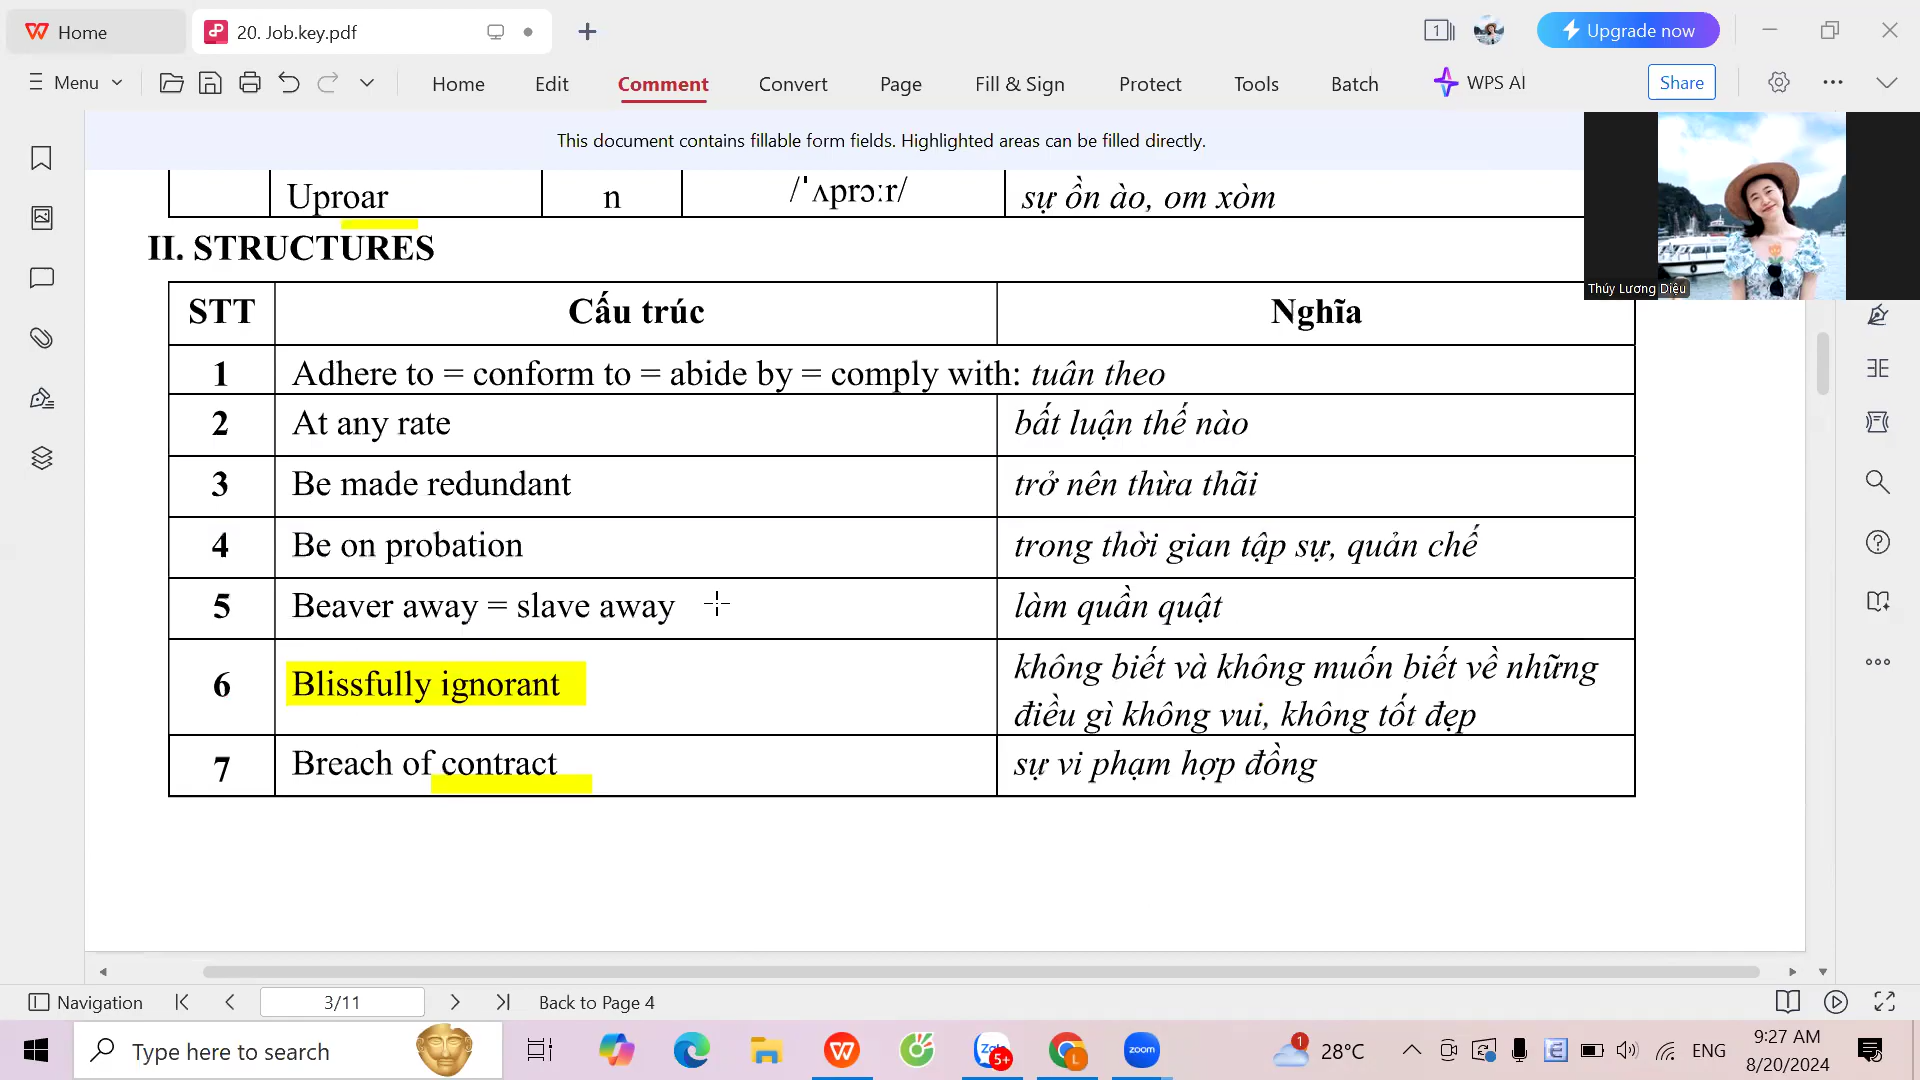 Home
20. Job.key.pdf
1
Upgrade now
Menu
Home
Edit
Comment
Convert
Page
Fill & Sign
Protect
Tools
Batch
WPS AI
Share
This document contains fillable form fields. Highlighted areas can be filled directly.
Thúy Lương Diệu
Uproar n /ˈʌprɔːr/ sự ồn ào, om xòm
II. STRUCTURES
STT Cấu trúc Nghĩa
1 Adhere to = conform to = abide by = comply with: tuân theo
2 At any rate bất luận thế nào
3 Be made redundant trở nên thừa thãi
4 Be on probation trong thời gian tập sự, quản chế
5 Beaver away = slave away làm quần quật
6 Blissfully ignorant không biết và không muốn biết về những
điều gì không vui, không tốt đẹp
7 Breach of contract sự vi phạm hợp đồng
Navigation
3/11
Back to Page 4
Type here to search
Zalo
5+
L
zoom
1
28°C
ENG
9:27 AM
8/20/2024